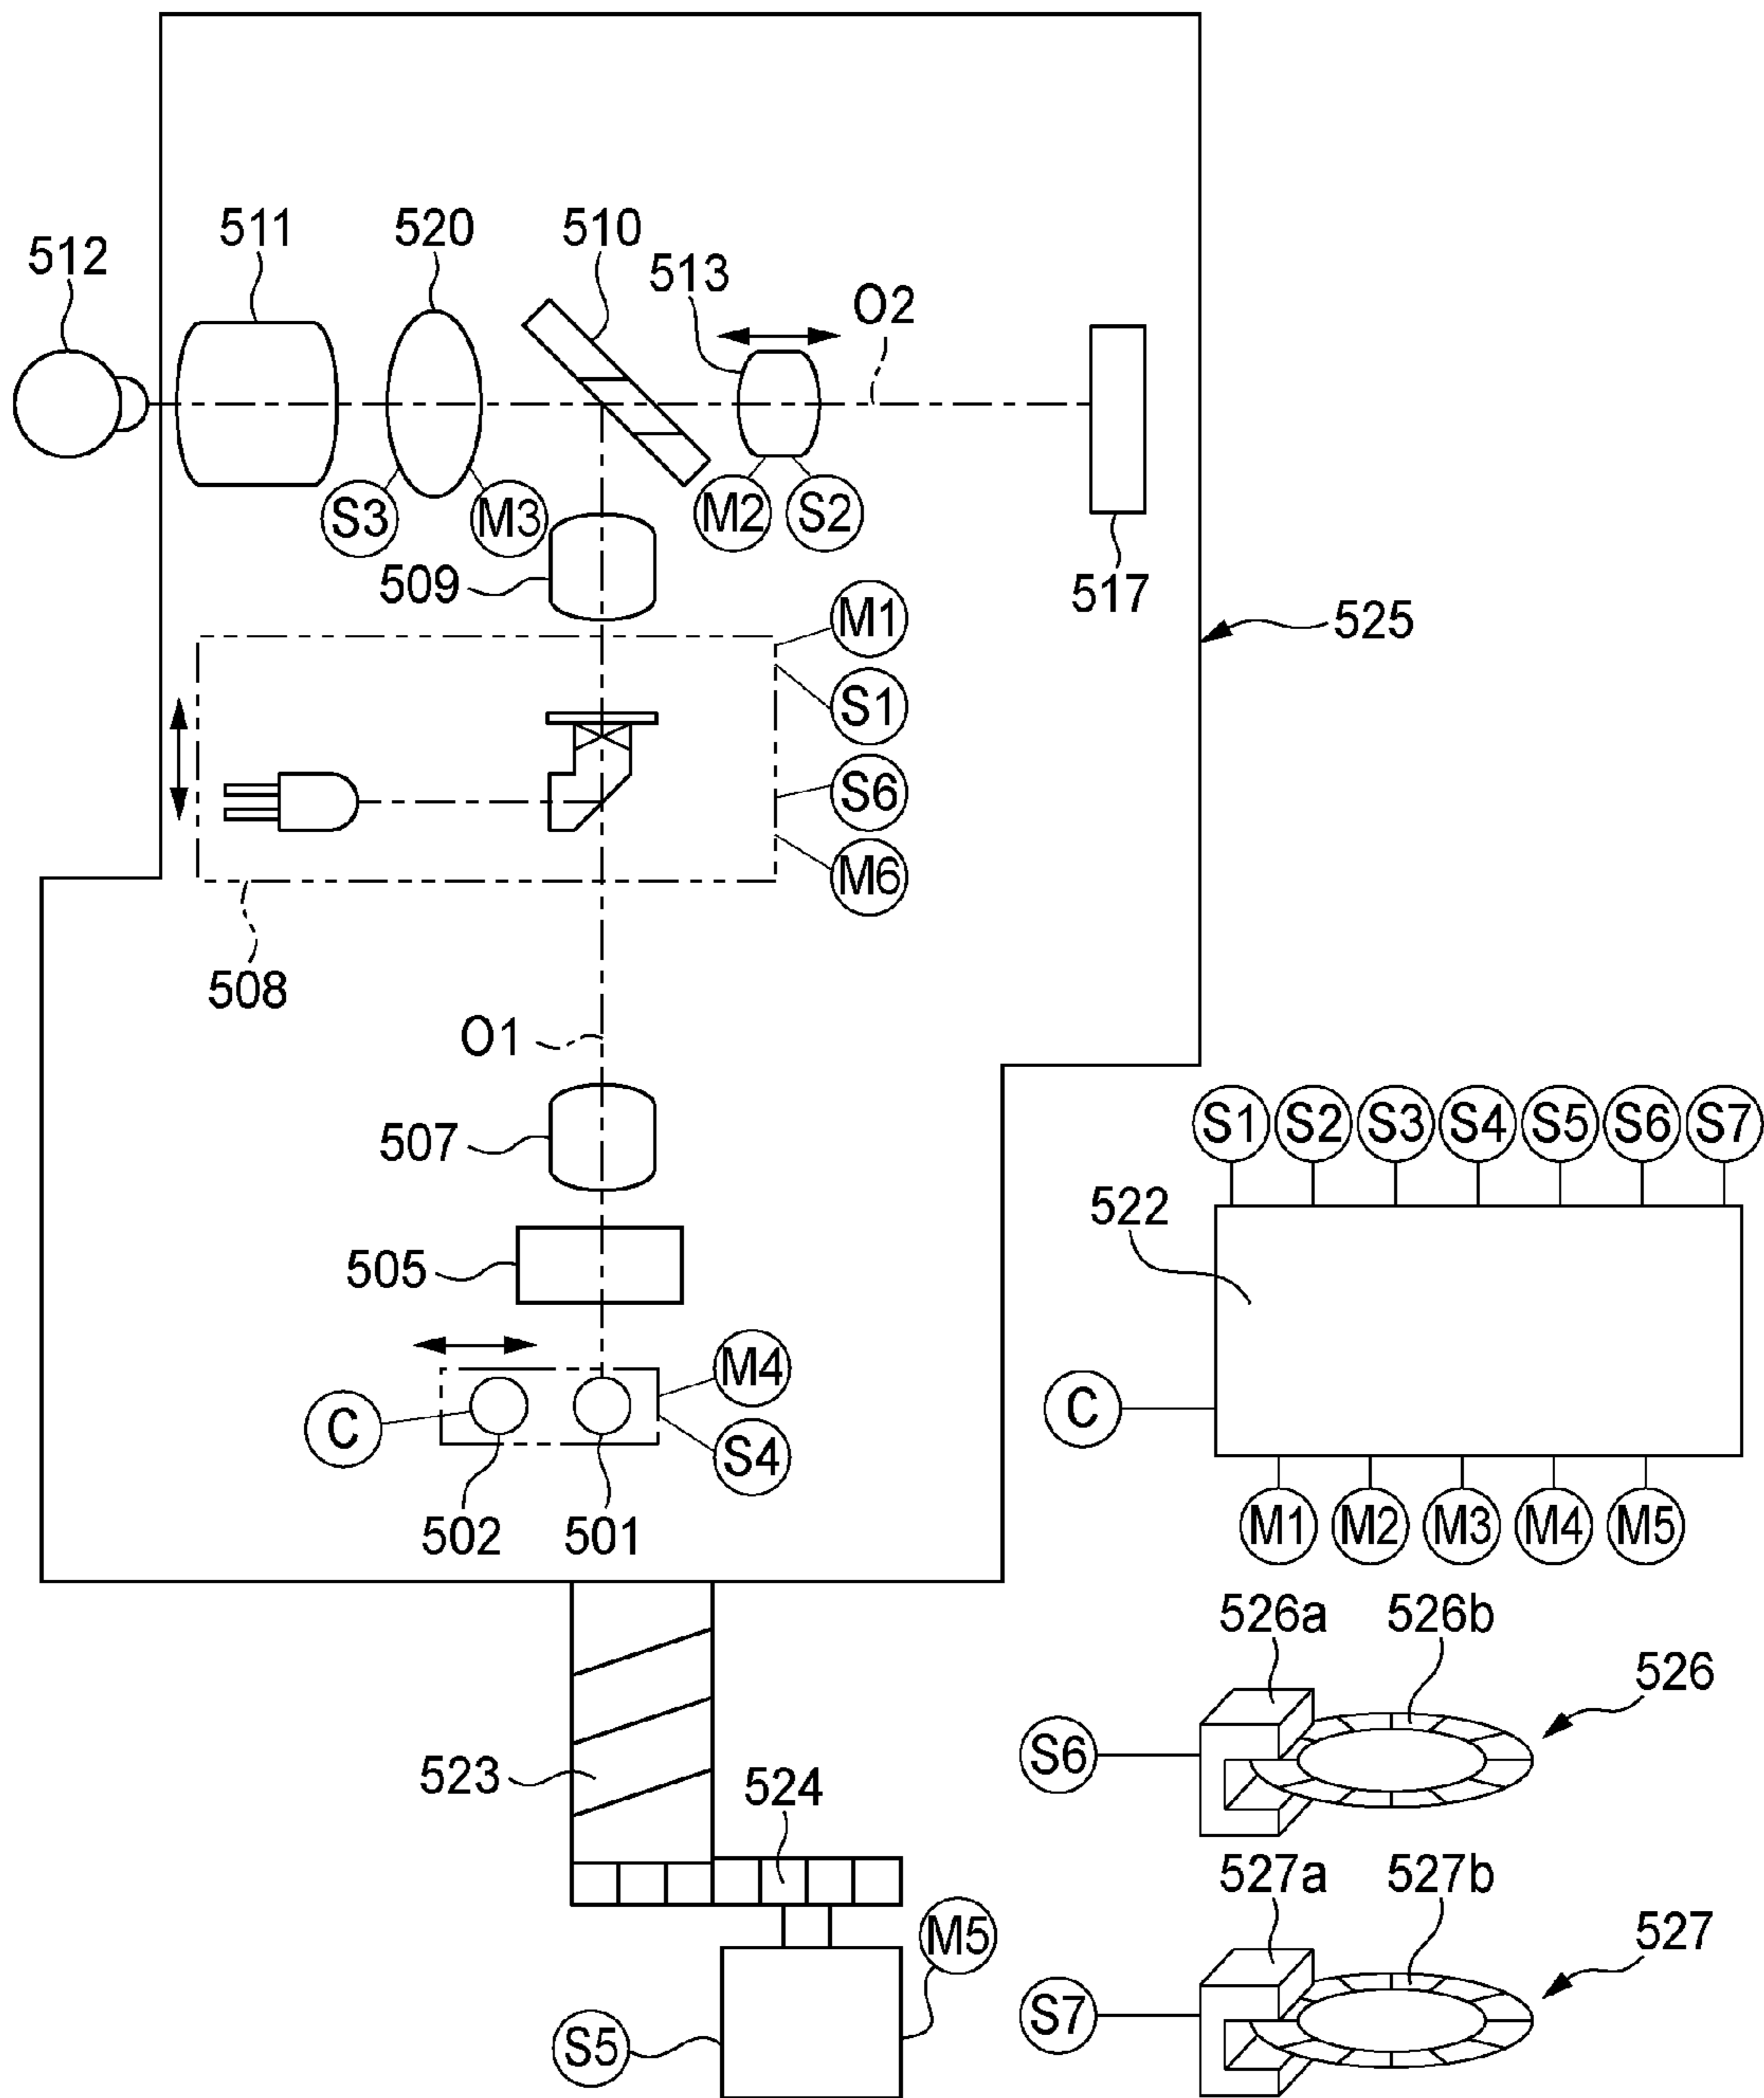 511 520 510
512 513 O2
S3 M3 M2 S2
509 517
M1 525
S1
S6
M6
508
O1
507 S1 S2 S3 S4 S5 S6 S7
522
505
M4
C C
S4
502 501 M1 M2 M3 M4 M5
526a 526b
526
523 524 S6
527a 527b
M5 527
S5 S7